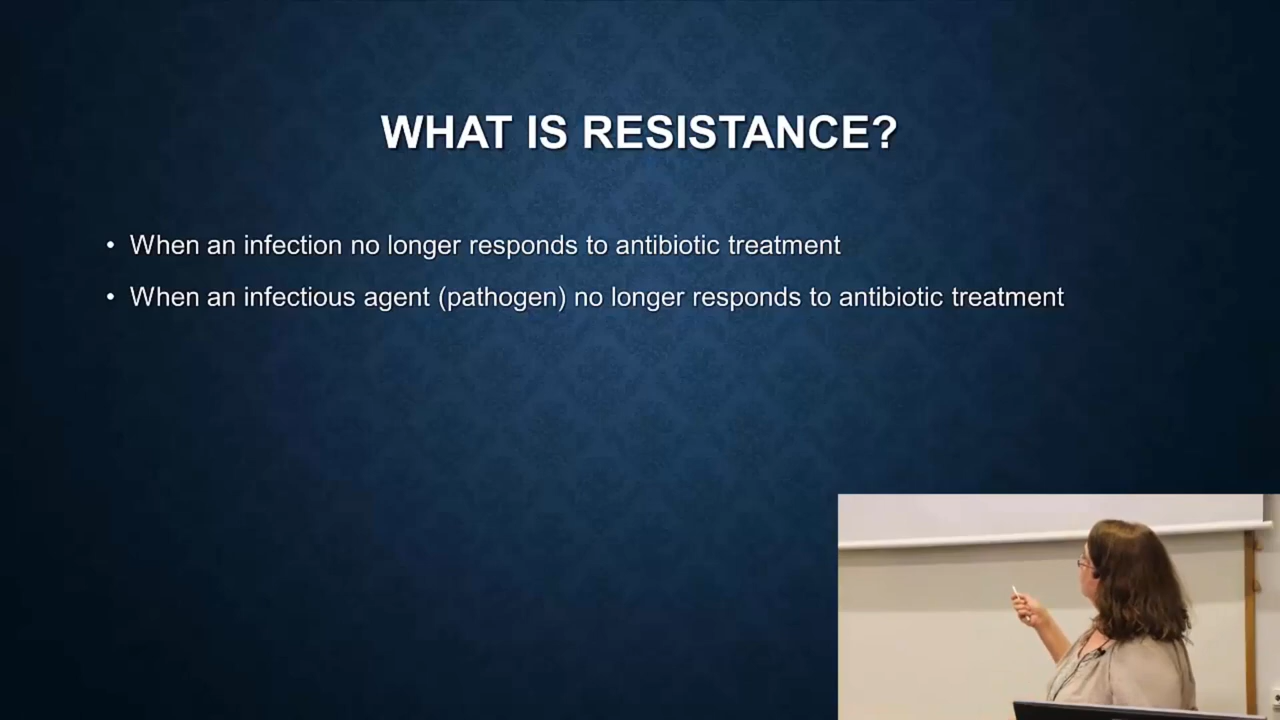 WHAT IS RESISTANCE?
• When an infection no longer responds to antibiotic treatment
• When an infectious agent (pathogen) no longer responds to antibiotic treatment